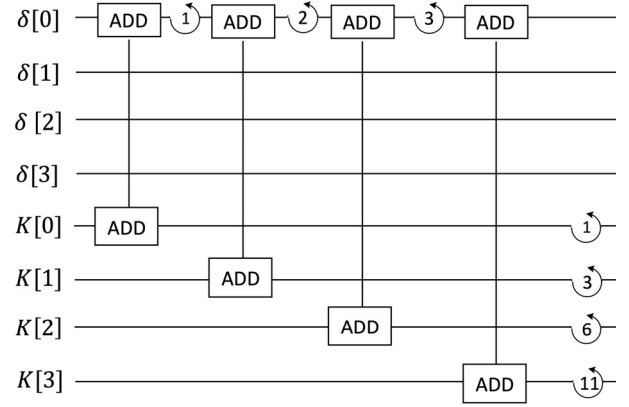 δ[0] ADD 1 ADD 2 ADD 3 ADD
δ[1]
δ [2]
δ[3]
K[0] ADD 1
K[1] ADD 3
K[2] ADD 6
K[3] ADD 11